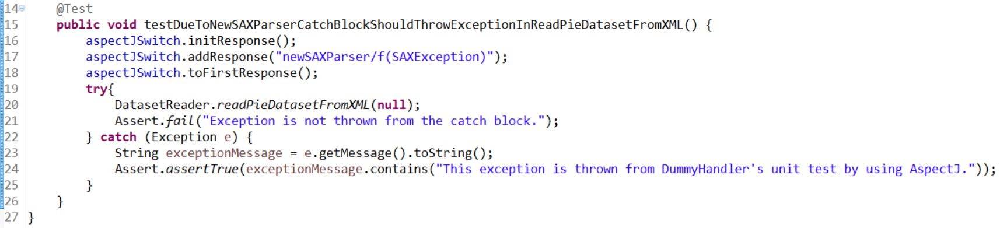 14 @Test
15 public void testDueToNewSAXParserCatchBlockShouldThrowExceptionInReadPieDatasetFromXML() {
16 aspectJSwitch.initResponse();
17 aspectJSwitch.addResponse("newSAXParser/f(SAXException)");
18 aspectJSwitch.toFirstResponse();
19 try{
20 DatasetReader.readPieDatasetFromXML(null);
21 Assert.fail("Exception is not thrown from the catch block.");
22 } catch (Exception e) {
23 String exceptionMessage = e.getMessage().toString();
24 Assert.assertTrue(exceptionMessage.contains("This exception is thrown from DummyHandler's unit test by using AspectJ."));
25 }
26 }
27 }